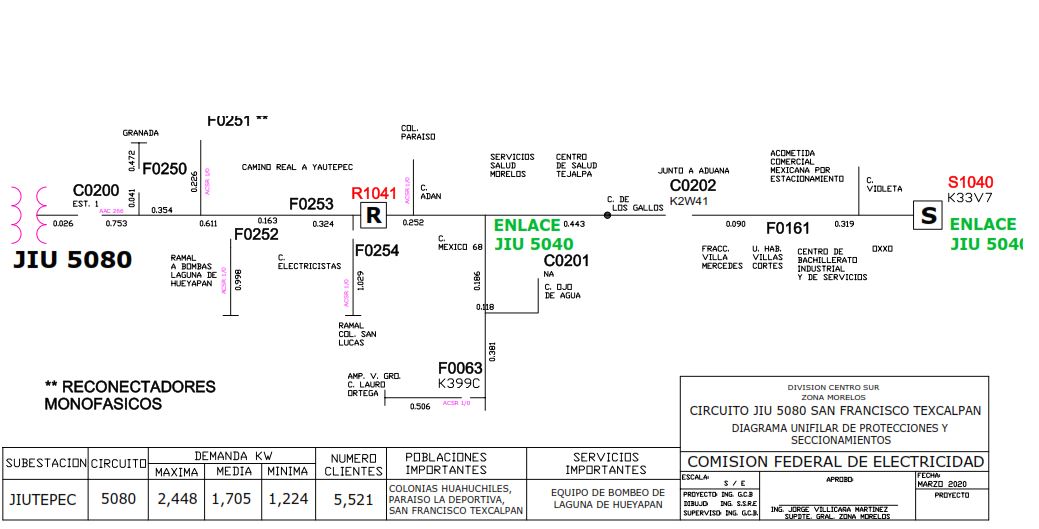 F0251 **
GRANADA
0.472
F0250
0.041
0.226
ACSR 1/0
C0200
EST. 1
AAC 266
0.026
0.753
0.354
0.611
JIU 5080
CAMINO REAL A YAUTEPEC
F0253
0.163
0.324
F0252
RAMAL
A BOMBAS
LAGUNA DE
HUEYAPAN
ACSR 1/0
0.998
C.
ELECTRICISTAS
R1041
R
F0254
ACSR 1/0
1.029
RAMAL
COL. SAN
LUCAS
COL.
PARAISO
C.
ADAN
0.252
SERVICIOS
SALUD
MORELOS
CENTRO
DE SALUD
TEJALPA
C.
MEXICO 68
ENLACE
JIU 5040
0.443
0.186
0.118
C0201
NA
C. OJO
DE AGUA
0.381
F0063
K399C
AMP. V. GRO.
C. LAURO
ORTEGA
0.506
ACSR 1/0
C. DE
LOS GALLOS
JUNTO A ADUANA
C0202
K2W41
0.090
F0161
0.319
ACOMETIDA
COMERCIAL
MEXICANA POR
ESTACIONAMIENTO
C.
VIOLETA
FRACC.
VILLA
MERCEDES
U. HAB.
VILLAS
CORTES
CENTRO DE
BACHILLERATO
INDUSTRIAL
Y DE SERVICIOS
OXXO
S1040
K33V7
S
ENLACE
JIU 504
** RECONECTADORES
MONOFASICOS
SUBESTACION CIRCUITO DEMANDA KW NUMERO CLIENTES POBLACIONES IMPORTANTES SERVICIOS IMPORTANTES
MAXIMA MEDIA MINIMA
JIUTEPEC 5080 2,448 1,705 1,224 5,521
COLONIAS HUAHUCHILES,
PARAISO LA DEPORTIVA,
SAN FRANCISCO TEXCALPAN
EQUIPO DE BOMBEO DE
LAGUNA DE HUEYAPAN
DIVISION CENTRO SUR
ZONA MORELOS
CIRCUITO JIU 5080 SAN FRANCISCO TEXCALPAN
DIAGRAMA UNIFILAR DE PROTECCIONES Y
SECCIONAMIENTOS
COMISION FEDERAL DE ELECTRICIDAD
ESCALA:
S / E
PROYECTO: ING. G.C.B
DIBUJO: ING. S.S.R.E
SUPERVISO: ING. G.C.B.
APROBO:
ING. JORGE VILLICAÑA MARTINEZ
SUPDTE. GRAL. ZONA MORELOS
FECHA:
MARZO 2020
PROYECTO